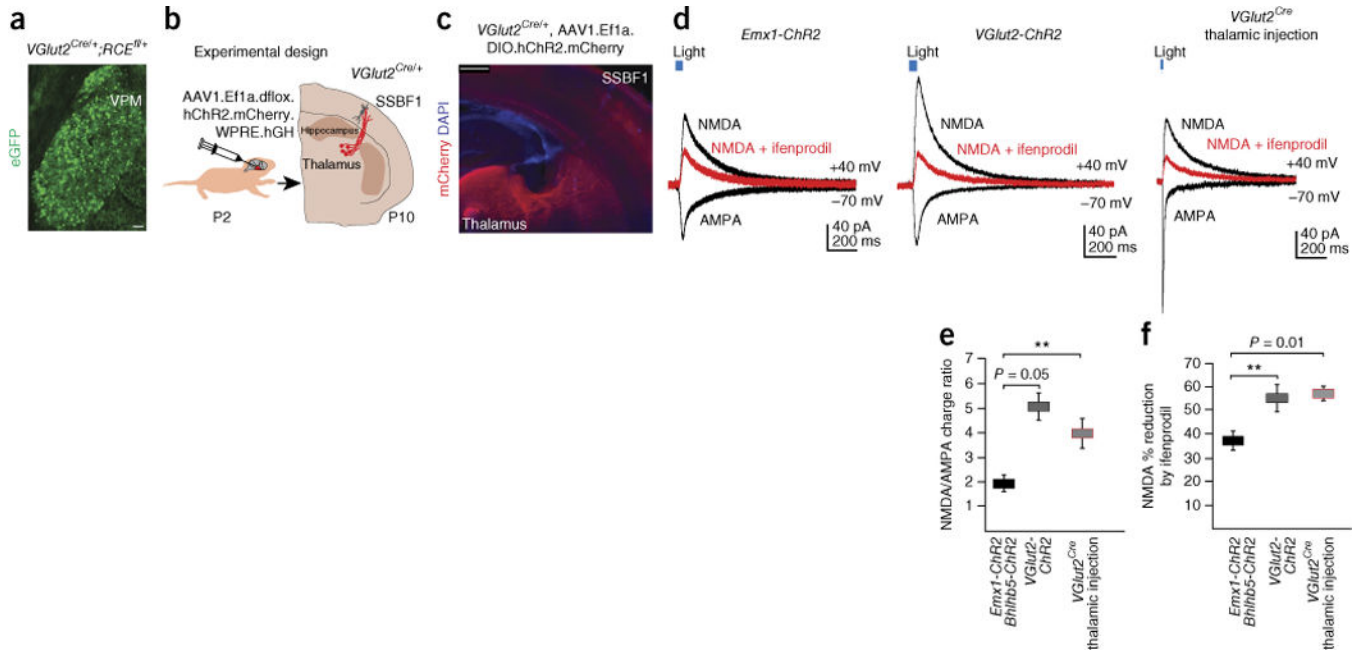 a
VGlut2Cre/+;RCEfl/+
VPM
eGFP
b
Experimental design
VGlut2Cre/+
SSBF1
AAV1.Ef1a.dflox.
hChR2.mCherry.
WPRE.hGH
Hippocampus
Thalamus
P2
P10
c
VGlut2Cre/+, AAV1.Ef1a.
DIO.hChR2.mCherry
SSBF1
mCherry DAPI
Thalamus
d
Emx1-ChR2
Light
NMDA
NMDA + ifenprodil
+40 mV
–70 mV
AMPA
40 pA
200 ms
VGlut2-ChR2
Light
NMDA
NMDA + ifenprodil
+40 mV
–70 mV
AMPA
40 pA
200 ms
VGlut2Cre
thalamic injection
Light
NMDA
NMDA + ifenprodil
+40 mV
–70 mV
AMPA
40 pA
200 ms
e
**
P = 0.05
NMDA/AMPA charge ratio
7
6
5
4
3
2
1
Emx1-ChR2
Bhlhb5-ChR2
VGlut2-
ChR2
VGlut2Cre
thalamic injection
f
P = 0.01
**
NMDA % reduction
by ifenprodil
70
60
50
40
30
20
10
Emx1-ChR2
Bhlhb5-ChR2
VGlut2-
ChR2
VGlut2Cre
thalamic injection